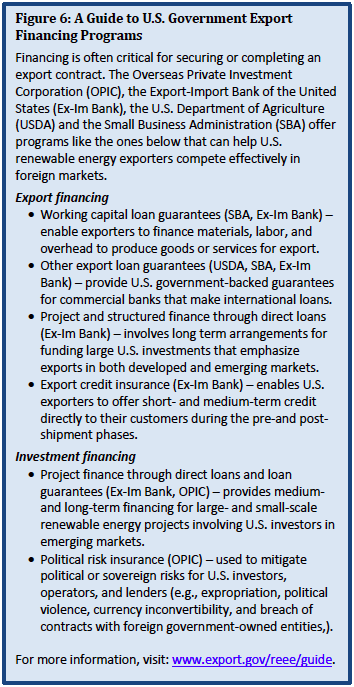 Figure 6: A Guide to U.S. Government Export
Financing Programs
Financing is often critical for securing or completing an
export contract. The Overseas Private Investment
Corporation (OPIC), the Export-Import Bank of the United
States (Ex-Im Bank), the U.S. Department of Agriculture
(USDA) and the Small Business Administration (SBA) offer
programs like the ones below that can help U.S.
renewable energy exporters compete effectively in
foreign markets.
Export financing
• Working capital loan guarantees (SBA, Ex-Im Bank) –
enable exporters to finance materials, labor, and
overhead to produce goods or services for export.
• Other export loan guarantees (USDA, SBA, Ex-Im
Bank) – provide U.S. government-backed guarantees
for commercial banks that make international loans.
• Project and structured finance through direct loans
(Ex-Im Bank) – involves long term arrangements for
funding large U.S. investments that emphasize
exports in both developed and emerging markets.
• Export credit insurance (Ex-Im Bank) – enables U.S.
exporters to offer short- and medium-term credit
directly to their customers during the pre-and post-
shipment phases.
Investment financing
• Project finance through direct loans and loan
guarantees (Ex-Im Bank, OPIC) – provides medium-
and long-term financing for large- and small-scale
renewable energy projects involving U.S. investors in
emerging markets.
• Political risk insurance (OPIC) – used to mitigate
political or sovereign risks for U.S. investors,
operators, and lenders (e.g., expropriation, political
violence, currency inconvertibility, and breach of
contracts with foreign government-owned entities,).
For more information, visit: www.export.gov/reee/guide.